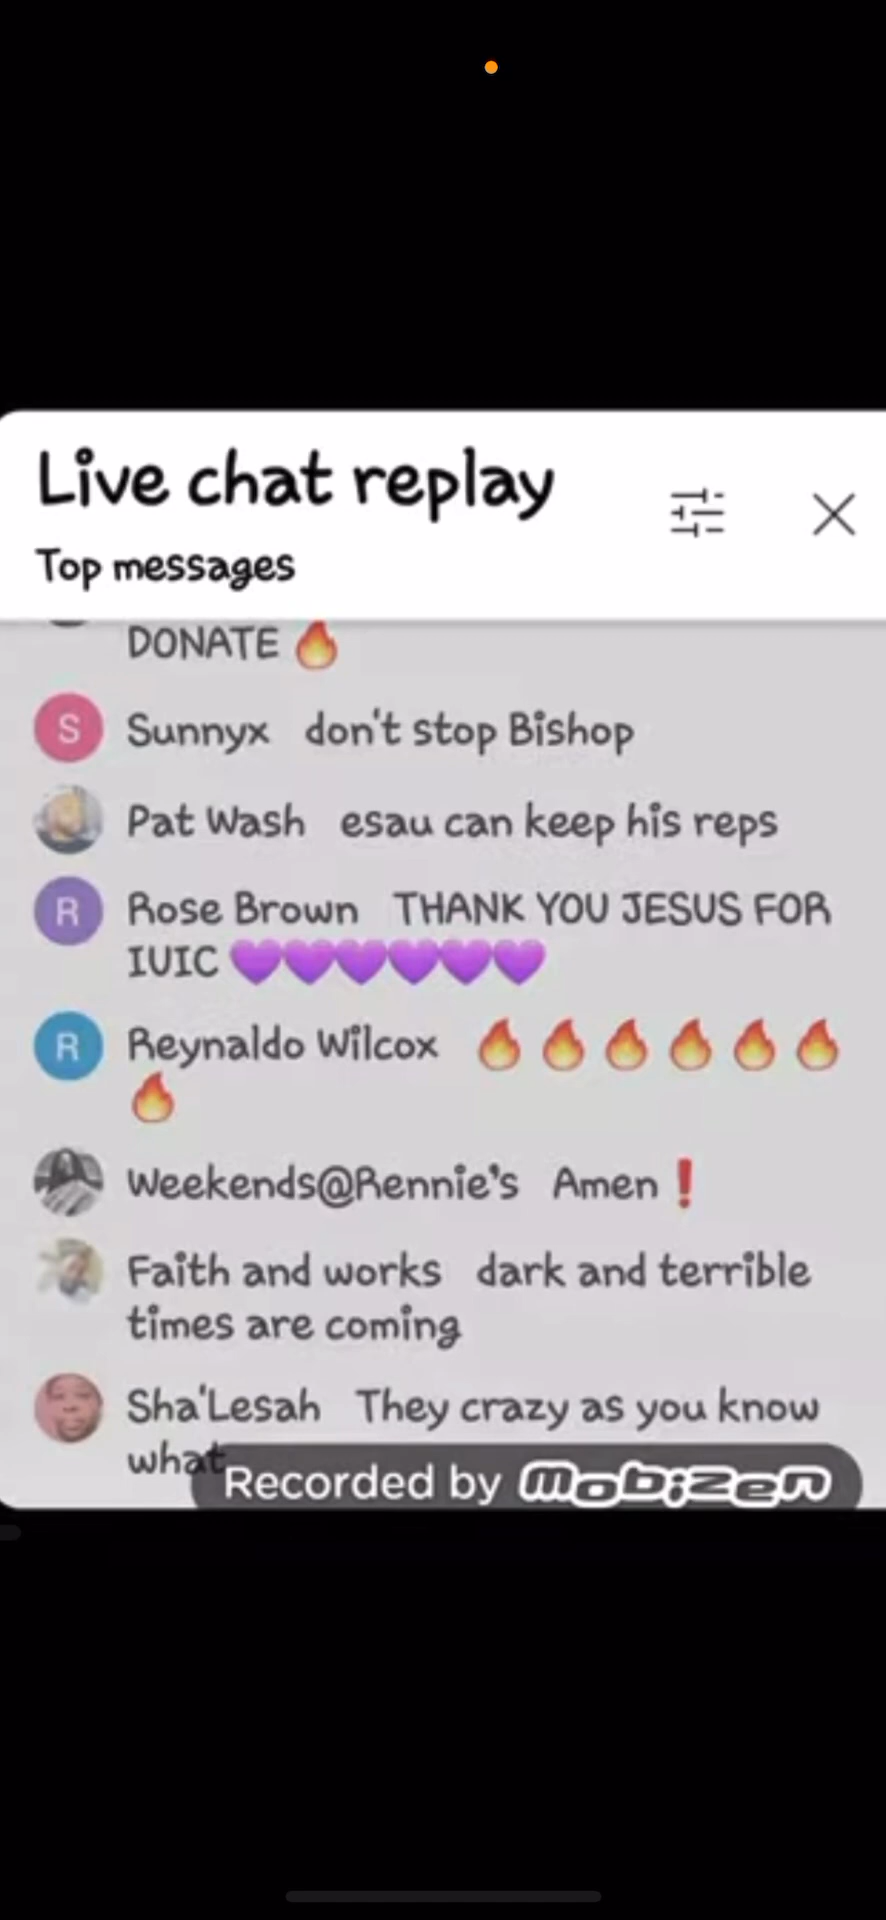 Live chat replay
Top messages
DONATE 🔥
S Sunnyx don't stop Bishop
Pat Wash esau can keep his reps
R Rose Brown THANK YOU JESUS FOR
IUIC 💜💜💜💜💜💜
R Reynaldo Wilcox 🔥🔥🔥🔥🔥🔥
🔥
Weekends@Rennie's Amen❗
Faith and works dark and terrible
times are coming
Sha'Lesah They crazy as you know
what
Recorded by mobizen